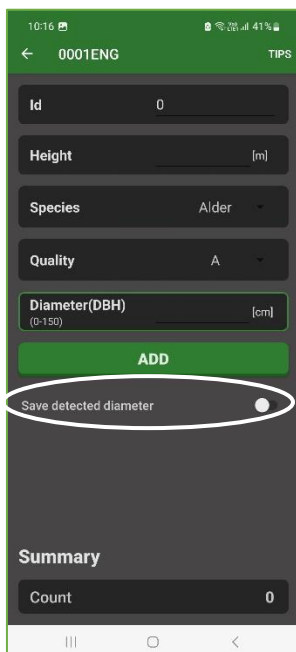 10:16 41%
0001ENG TIPS
Id 0
Height [m]
Species Alder
Quality A
Diameter(DBH)
(0-150) [cm]
ADD
Save detected diameter
Summary
Count 0